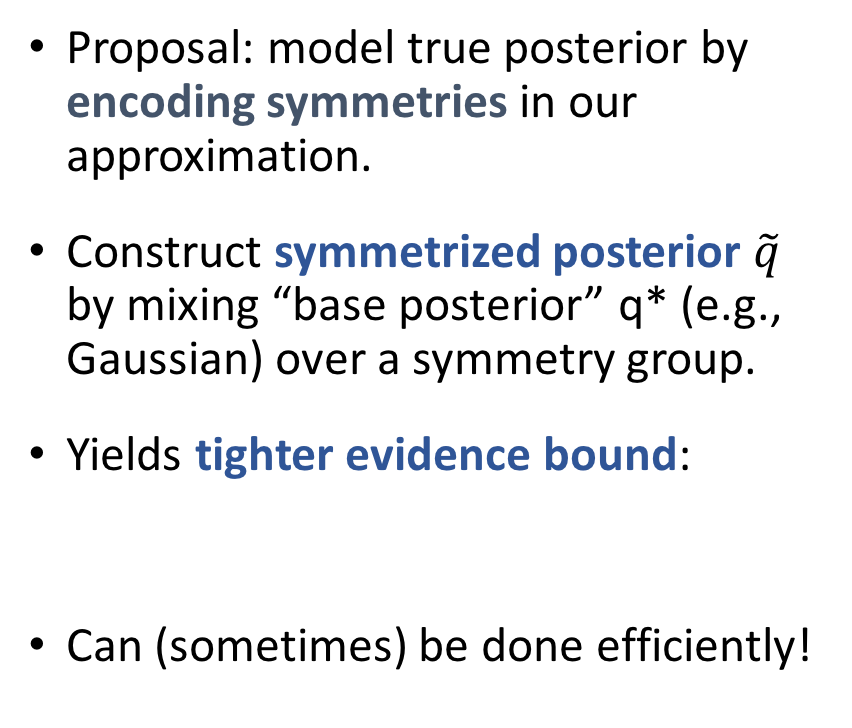 • Proposal: model true posterior by
encoding symmetries in our
approximation.
• Construct symmetrized posterior q̃
by mixing “base posterior” q* (e.g.,
Gaussian) over a symmetry group.
• Yields tighter evidence bound:
• Can (sometimes) be done efficiently!